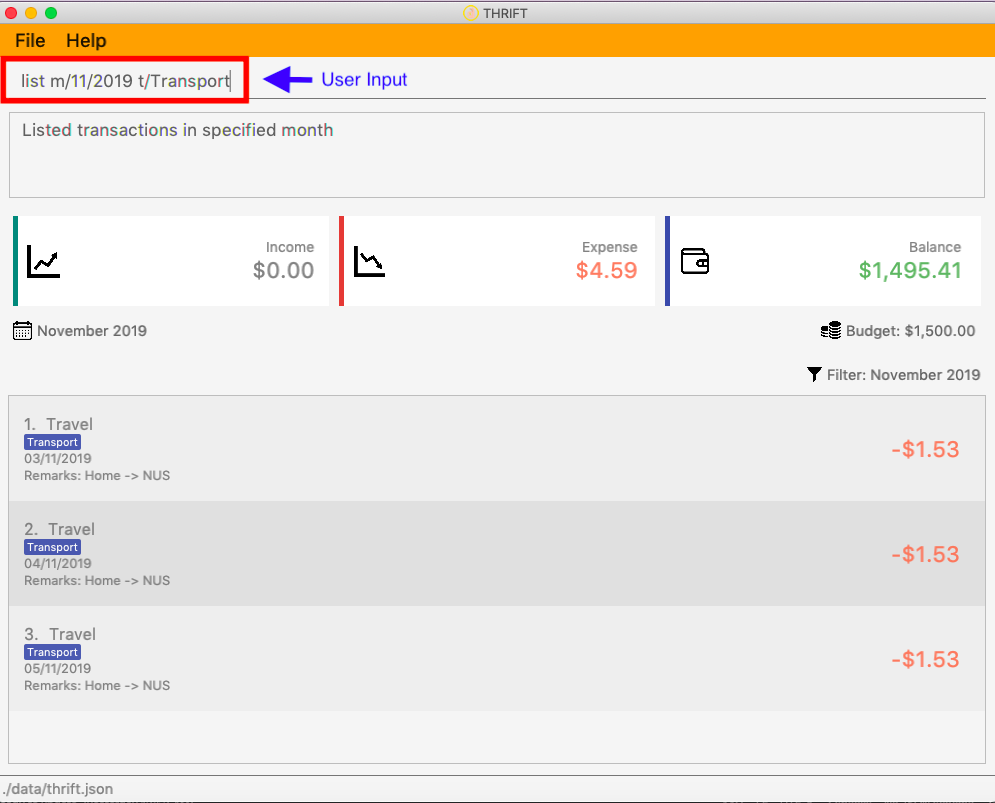 THRIFT
File Help
list m/11/2019 t/Transport
User Input
Listed transactions in specified month
Income
$0.00
Expense
$4.59
Balance
$1,495.41
November 2019
Budget: $1,500.00
Filter: November 2019
1. Travel
Transport
03/11/2019
Remarks: Home -> NUS
-$1.53
2. Travel
Transport
04/11/2019
Remarks: Home -> NUS
-$1.53
3. Travel
Transport
05/11/2019
Remarks: Home -> NUS
-$1.53
./data/thrift.json